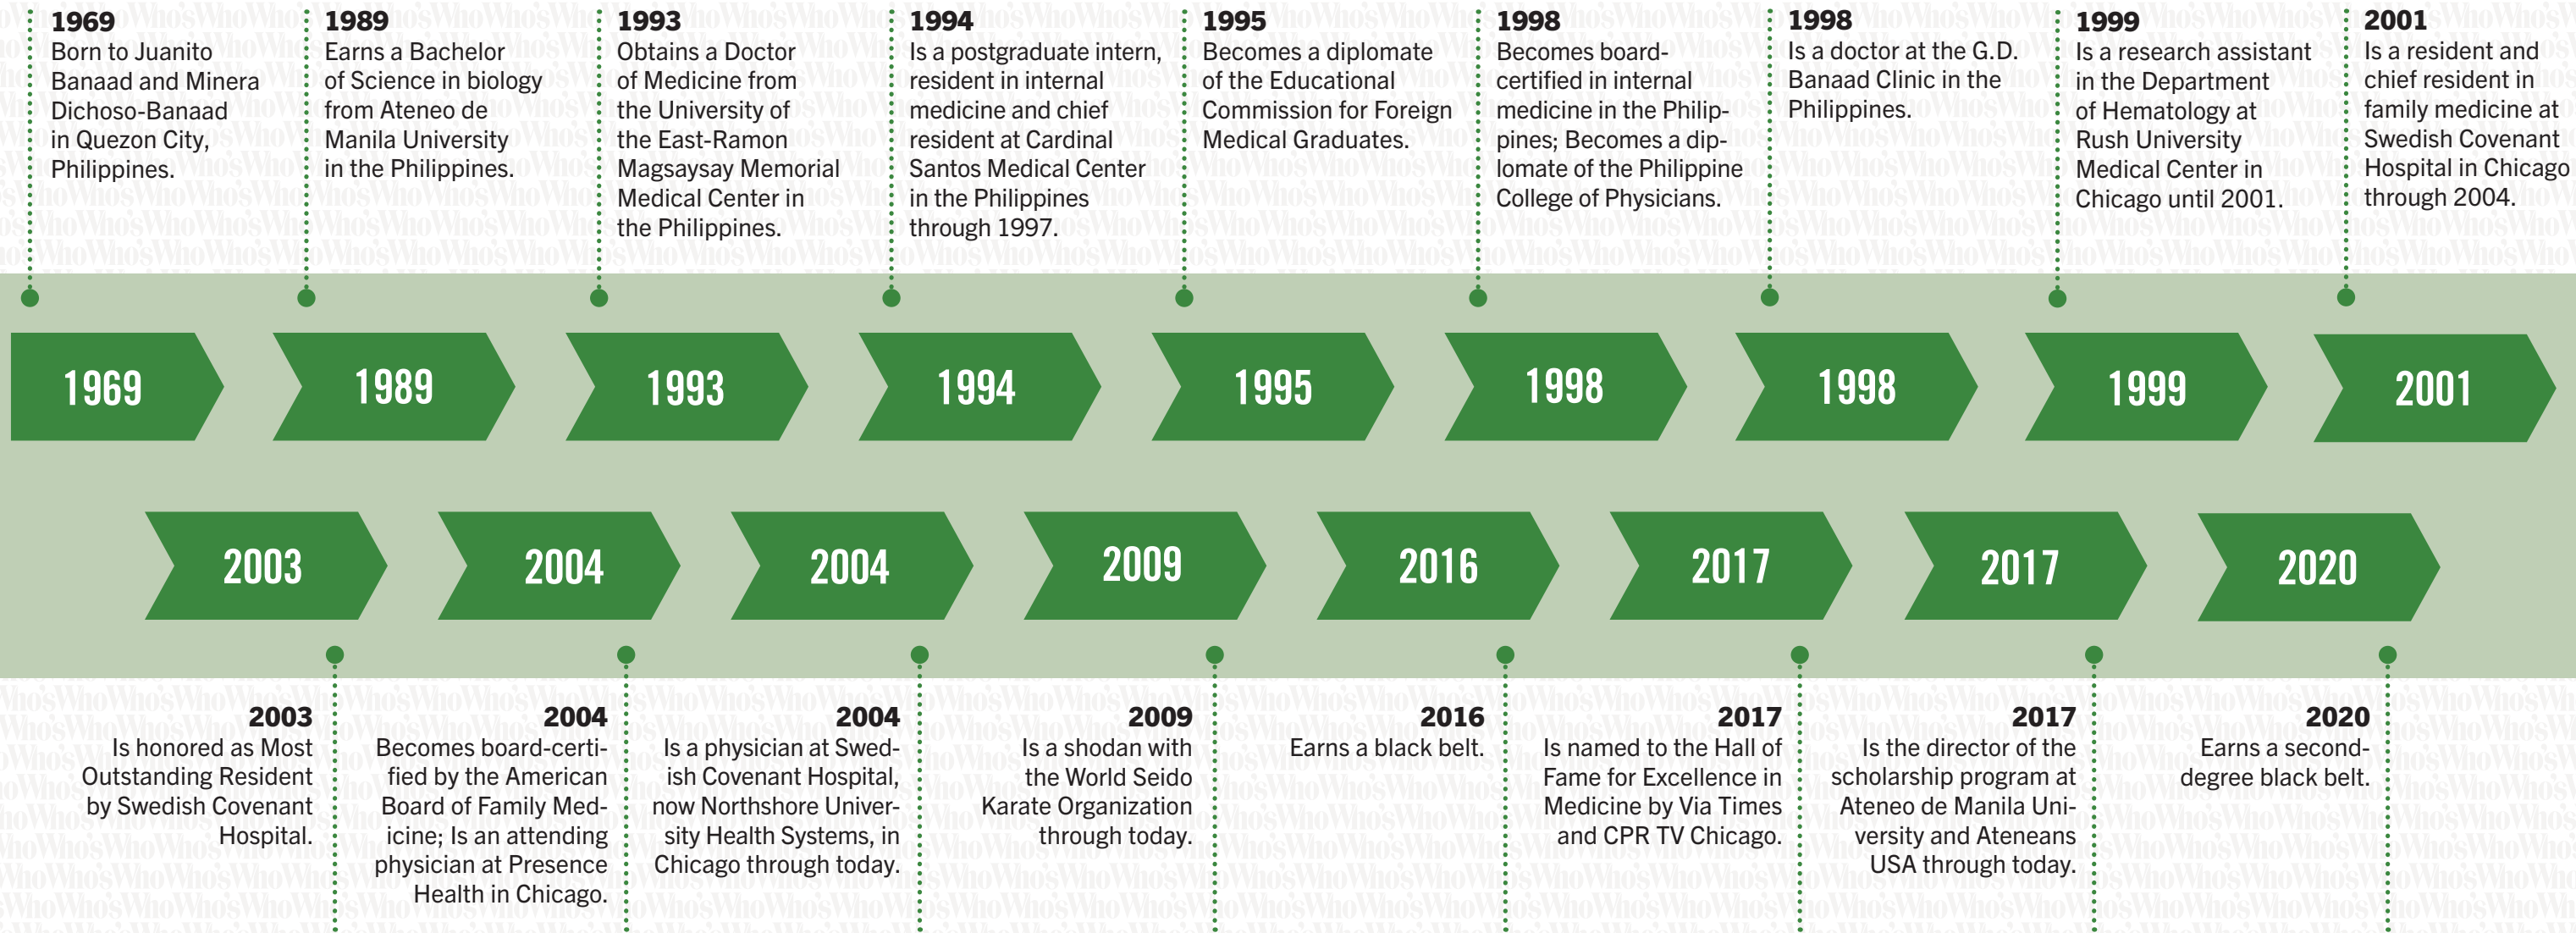 1969
Born to Juanito
Banaad and Minera
Dichoso-Banaad
in Quezon City,
Philippines.
1989
Earns a Bachelor
of Science in biology
from Ateneo de
Manila University
in the Philippines.
1993
Obtains a Doctor
of Medicine from
the University of
the East-Ramon
Magsaysay Memorial
Medical Center in
the Philippines.
1994
Is a postgraduate intern,
resident in internal
medicine and chief
resident at Cardinal
Santos Medical Center
in the Philippines
through 1997.
1995
Becomes a diplomate
of the Educational
Commission for Foreign
Medical Graduates.
1998
Becomes board-
certified in internal
medicine in the Philip-
pines; Becomes a dip-
lomate of the Philippine
College of Physicians.
1998
Is a doctor at the G.D.
Banaad Clinic in the
Philippines.
1999
Is a research assistant
in the Department
of Hematology at
Rush University
Medical Center in
Chicago until 2001.
2001
Is a resident and
chief resident in
family medicine at
Swedish Covenant
Hospital in Chicago
through 2004.
1969
1989
1993
1994
1995
1998
1998
1999
2001
2003
2004
2004
2009
2016
2017
2017
2020
2003
Is honored as Most
Outstanding Resident
by Swedish Covenant
Hospital.
2004
Becomes board-certi-
fied by the American
Board of Family Med-
icine; Is an attending
physician at Presence
Health in Chicago.
2004
Is a physician at Swed-
ish Covenant Hospital,
now Northshore Univer-
sity Health Systems, in
Chicago through today.
2009
Is a shodan with
the World Seido
Karate Organization
through today.
2016
Earns a black belt.
2017
Is named to the Hall of
Fame for Excellence in
Medicine by Via Times
and CPR TV Chicago.
2017
Is the director of the
scholarship program at
Ateneo de Manila Uni-
versity and Ateneans
USA through today.
2020
Earns a second-
degree black belt.